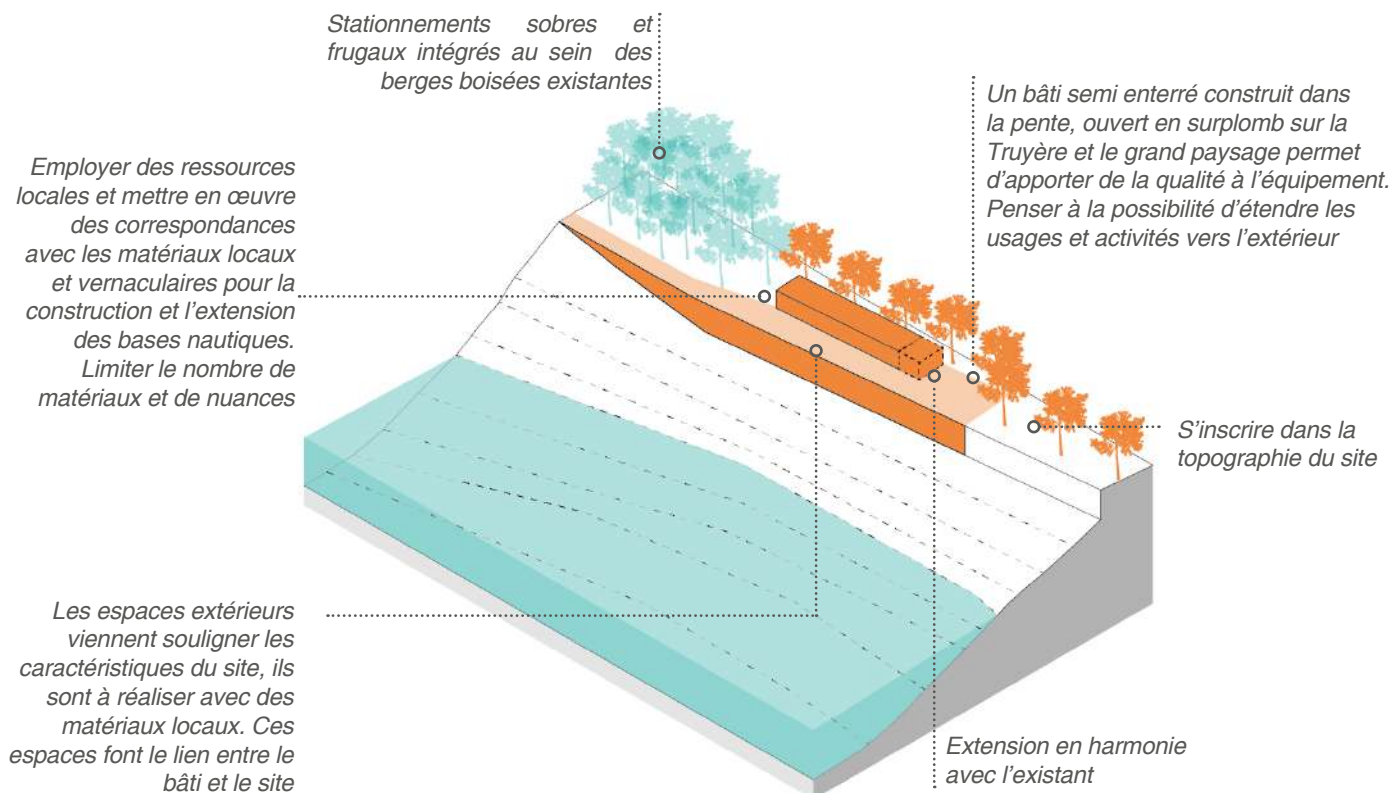 Stationnements sobres et
frugaux intégrés au sein des
berges boisées existantes
Un bâti semi enterré construit dans
la pente, ouvert en surplomb sur la
Truyère et le grand paysage permet
d’apporter de la qualité à l’équipement.
Penser à la possibilité d’étendre les
usages et activités vers l’extérieur
Employer des ressources
locales et mettre en œuvre
des correspondances
avec les matériaux locaux
et vernaculaires pour la
construction et l’extension
des bases nautiques.
Limiter le nombre de
matériaux et de nuances
S’inscrire dans la
topographie du site
Les espaces extérieurs
viennent souligner les
caractéristiques du site, ils
sont à réaliser avec des
matériaux locaux. Ces
espaces font le lien entre le
bâti et le site
Extension en harmonie
avec l’existant